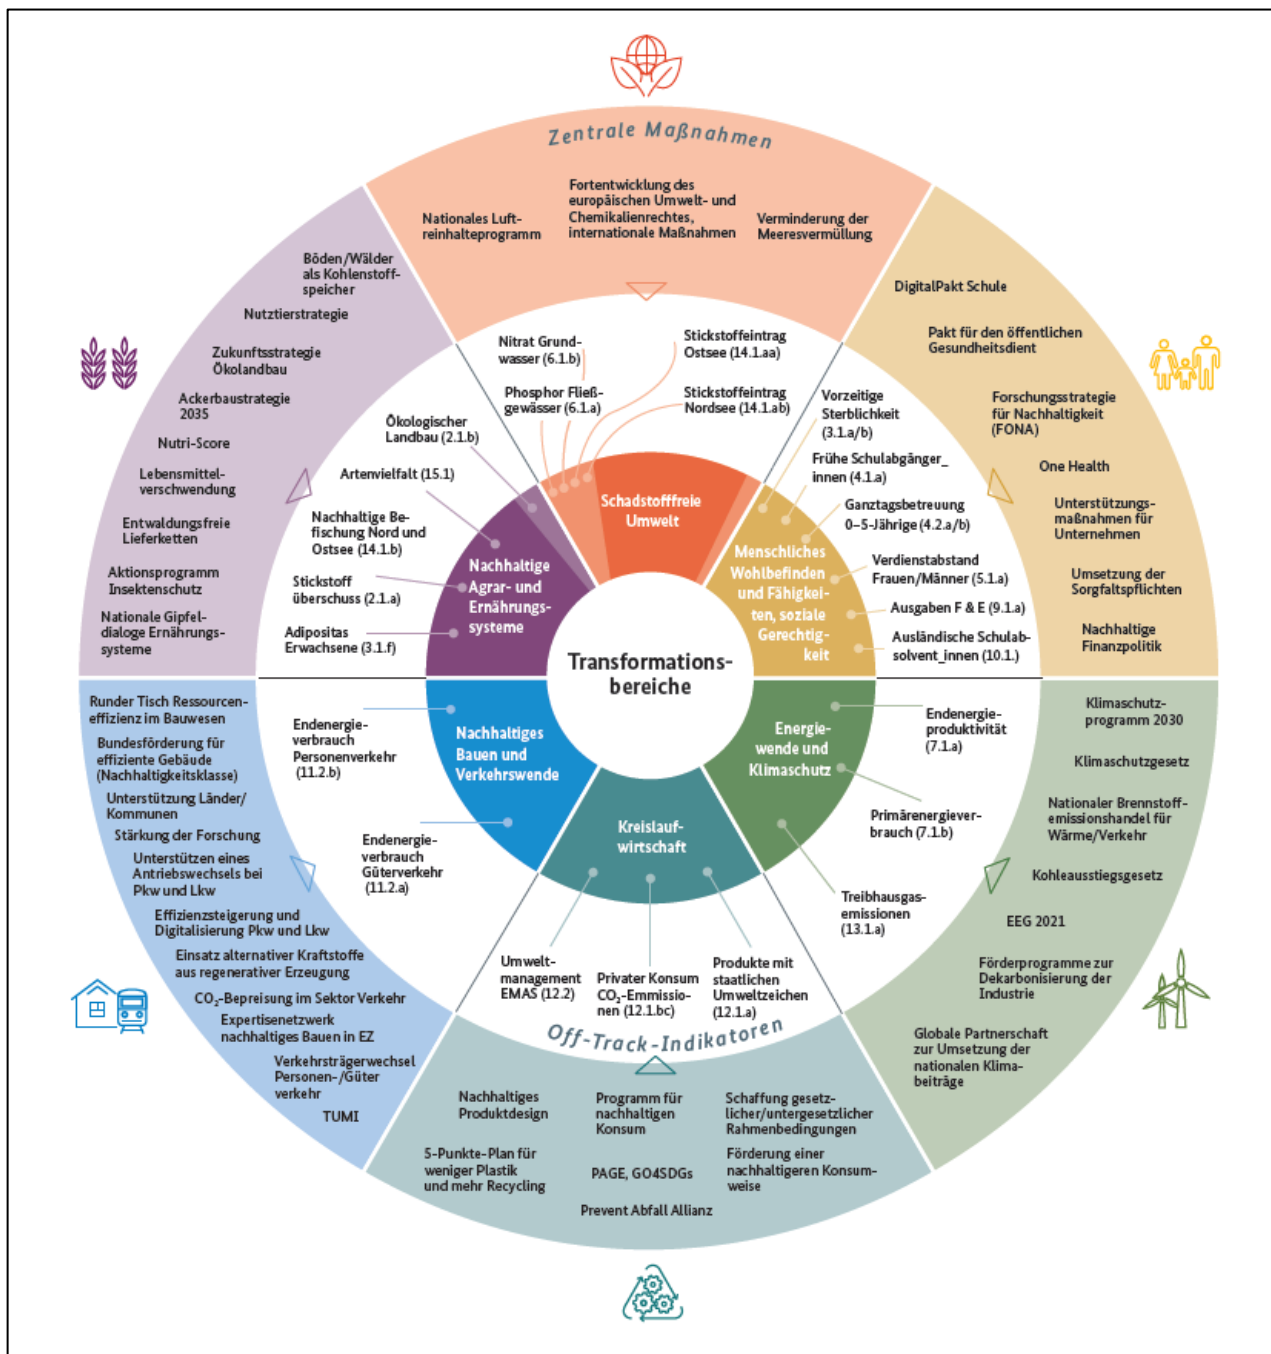 Zentrale Maßnahmen
Nationales Luft-
reinhalteprogramm
Fortentwicklung des
europäischen Umwelt- und
Chemikalienrechtes,
internationale Maßnahmen
Verminderung der
Meeresvermüllung
DigitalPakt Schule
Pakt für den öffentlichen
Gesundheitsdient
Forschungsstrategie
für Nachhaltigkeit
(FONA)
One Health
Unterstützungs-
maßnahmen für
Unternehmen
Umsetzung der
Sorgfaltspflichten
Nachhaltige
Finanzpolitik
Klimaschutz-
programm 2030
Klimaschutzgesetz
Nationaler Brennstoff-
emissionshandel für
Wärme/Verkehr
Kohleausstiegsgesetz
EEG 2021
Förderprogramme zur
Dekarbonisierung der
Industrie
Globale Partnerschaft
zur Umsetzung der
nationalen Klima-
beiträge
Schaffung gesetz-
licher/untergesetzlicher
Rahmenbedingungen
Förderung einer
nachhaltigeren Konsum-
weise
Programm für
nachhaltigen
Konsum
PAGE, GO4SDGs
Prevent Abfall Allianz
Nachhaltiges
Produktdesign
5-Punkte-Plan für
weniger Plastik
und mehr Recycling
Runder Tisch Ressourcen-
effizienz im Bauwesen
Bundesförderung für
effiziente Gebäude
(Nachhaltigkeitsklasse)
Unterstützung Länder/
Kommunen
Stärkung der Forschung
Unterstützen eines
Antriebswechsels bei
Pkw und Lkw
Effizienzsteigerung und
Digitalisierung Pkw und Lkw
Einsatz alternativer Kraftstoffe
aus regenerativer Erzeugung
CO₂-Bepreisung im Sektor Verkehr
Expertisenetzwerk
nachhaltiges Bauen in EZ
Verkehrsträgerwechsel
Personen-/Güter
verkehr
TUMI
Böden/Wälder
als Kohlenstoff-
speicher
Nutztierstrategie
Zukunftsstrategie
Ökolandbau
Ackerbaustrategie
2035
Nutri-Score
Lebensmittel-
verschwendung
Entwaldungsfreie
Lieferketten
Aktionsprogramm
Insektenschutz
Nationale Gipfel-
dialoge Ernährungs-
systeme
Nitrat Grund-
wasser (6.1.b)
Phosphor Fließ-
gewässer (6.1.a)
Stickstoffeintrag
Ostsee (14.1.aa)
Stickstoffeintrag
Nordsee (14.1.ab)
Vorzeitige
Sterblichkeit
(3.1.a/b)
Frühe Schulabgänger_
innen (4.1.a)
Ganztagsbetreuung
0–5-Jährige (4.2.a/b)
Verdienstabstand
Frauen/Männer (5.1.a)
Ausgaben F & E (9.1.a)
Ausländische Schulab-
solvent_innen (10.1.)
Endenergie-
produktivität
(7.1.a)
Primärenergiever-
brauch (7.1.b)
Treibhausgas-
emissionen
(13.1.a)
Produkte mit
staatlichen
Umweltzeichen
(12.1.a)
Privater Konsum
CO₂-Emmissio-
nen (12.1.bc)
Umwelt-
management
EMAS (12.2)
Off-Track-Indikatoren
Endenergie-
verbrauch
Güterverkehr
(11.2.a)
Endenergie-
verbrauch
Personenverkehr
(11.2.b)
Adipositas
Erwachsene (3.1.f)
Stickstoff
überschuss (2.1.a)
Nachhaltige Be-
fischung Nord und
Ostsee (14.1.b)
Artenvielfalt (15.1)
Ökologischer
Landbau (2.1.b)
Schadstofffreie
Umwelt
Menschliches
Wohlbefinden
und Fähigkei-
ten, soziale
Gerechtig-
keit
Energie-
wende und
Klimaschutz
Kreislauf-
wirtschaft
Nachhaltiges
Bauen und
Verkehrswende
Nachhaltige
Agrar- und
Ernährungs-
systeme
Transformations-
bereiche